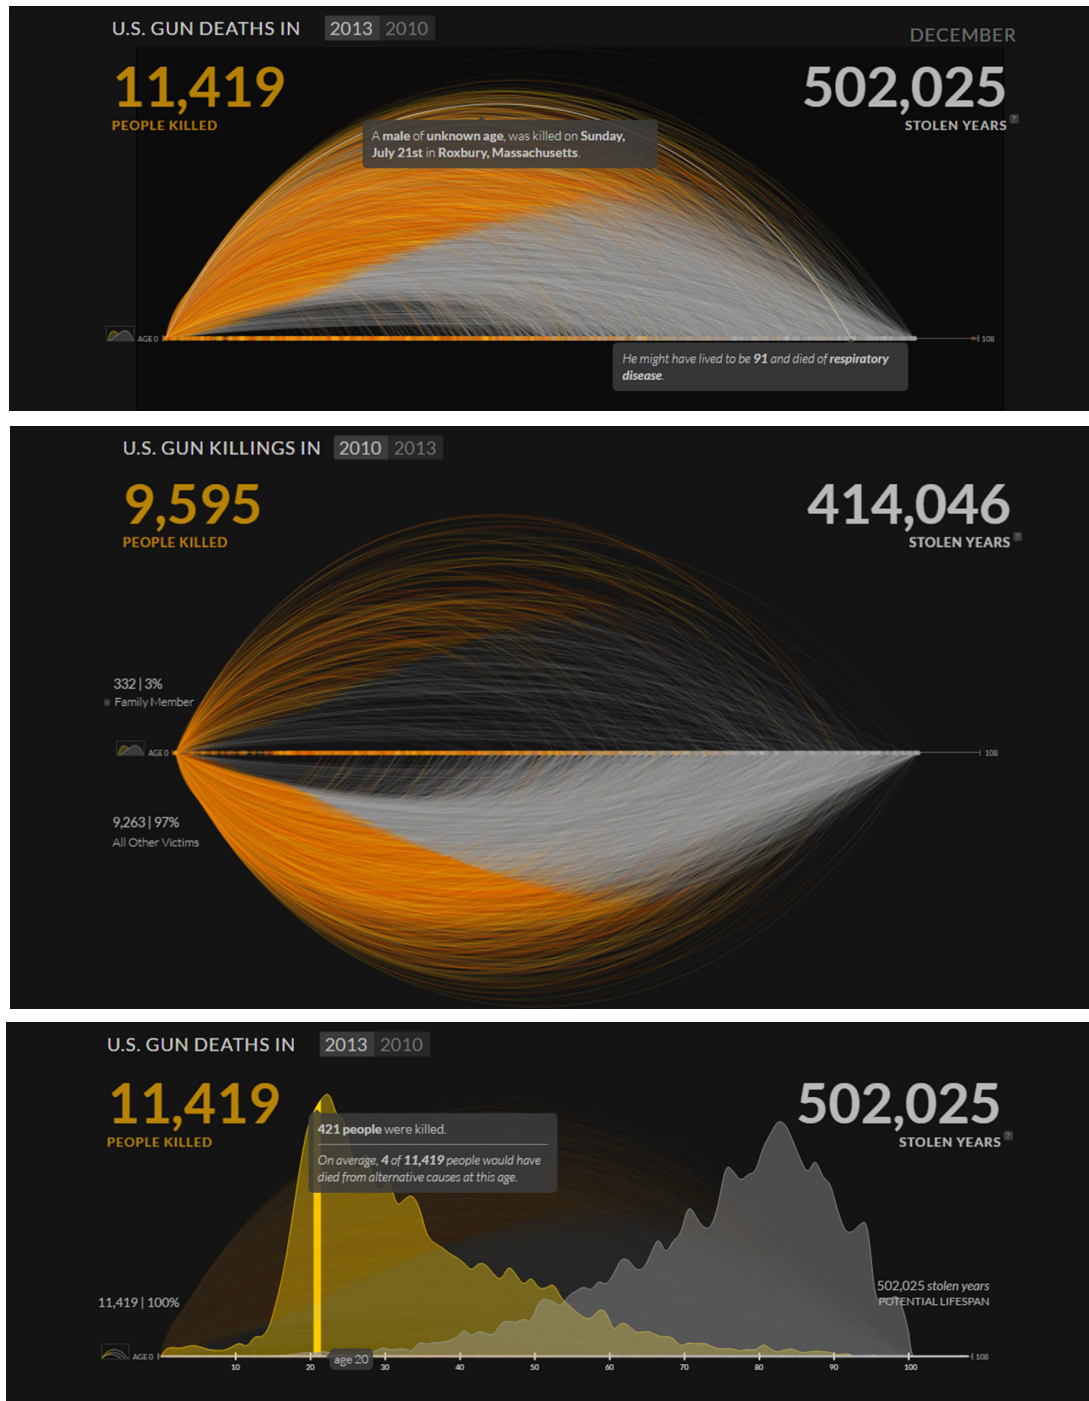 U.S. GUN DEATHS IN 2013 2010
DECEMBER
11,419
PEOPLE KILLED
502,025
STOLEN YEARS ?
A male of unknown age, was killed on Sunday,
July 21st in Roxbury, Massachusetts.
AGE 0
108
He might have lived to be 91 and died of respiratory
disease.
U.S. GUN KILLINGS IN 2010 2013
9,595
PEOPLE KILLED
414,046
STOLEN YEARS ?
332 | 3%
Family Member
AGE 0
108
9,263 | 97%
All Other Victims
U.S. GUN DEATHS IN 2013 2010
11,419
PEOPLE KILLED
502,025
STOLEN YEARS ?
421 people were killed.
On average, 4 of 11,419 people would have
died from alternative causes at this age.
11,419 | 100%
502,025 stolen years
POTENTIAL LIFESPAN
AGE 0
108
age 20
10 20 30 40 50 60 70 80 90 100